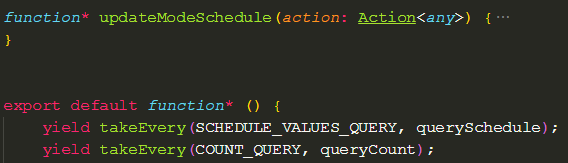 function* updateModeSchedule(action: Action<any>) {···
}
export default function* () {
yield takeEvery(SCHEDULE_VALUES_QUERY, querySchedule);
yield takeEvery(COUNT_QUERY, queryCount);